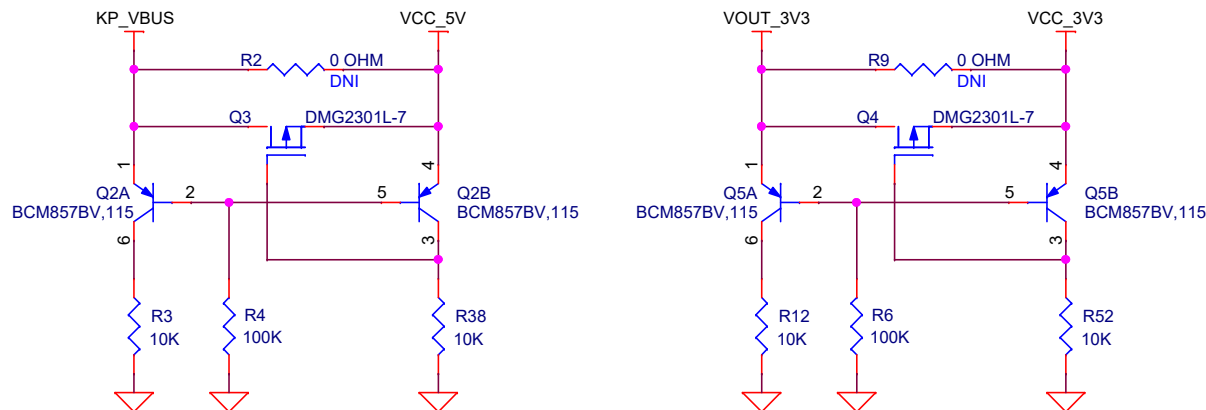 KP_VBUS
VCC_5V
R2
0 OHM
DNI
Q3
DMG2301L-7
1
4
Q2A
BCM857BV,115
2
5
Q2B
BCM857BV,115
6
3
R3
10K
R4
100K
R38
10K
VOUT_3V3
VCC_3V3
R9
0 OHM
DNI
Q4
DMG2301L-7
1
4
Q5A
BCM857BV,115
2
5
Q5B
BCM857BV,115
6
3
R12
10K
R6
100K
R52
10K